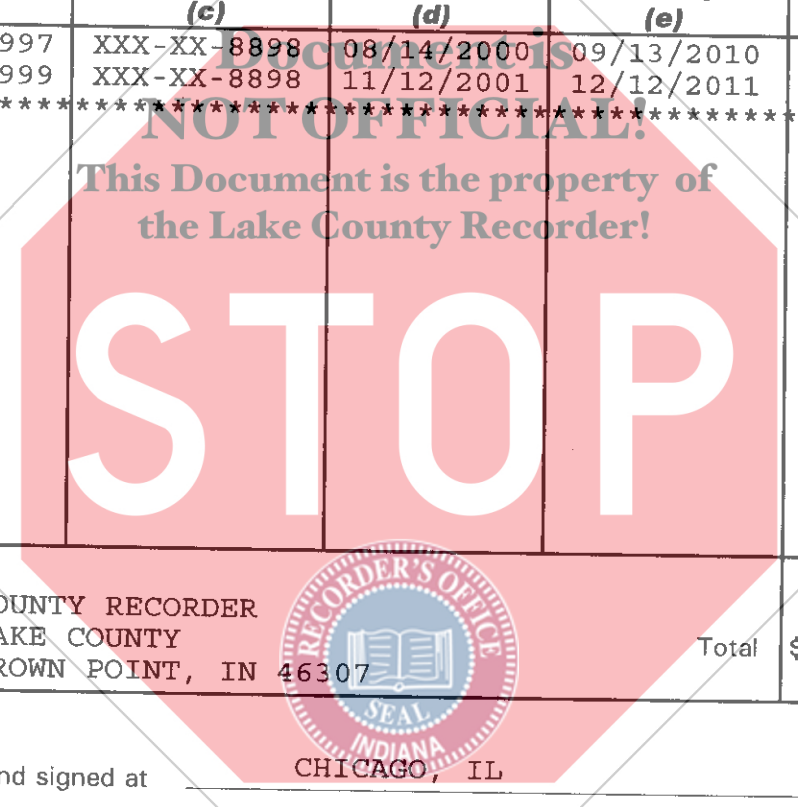 (c) (d) (e)
997 XXX-XX-8898 08/14/2000 09/13/2010
999 XXX-XX-8898 11/12/2001 12/12/2011
*******************************************
Document is
NOT OFFICIAL!
This Document is the property of
the Lake County Recorder!
STOP
OUNTY RECORDER
AKE COUNTY
ROWN POINT, IN 46307
Total $
RECORDER'S OFFICE
SEAL
INDIANA
nd signed at CHICAGO, IL